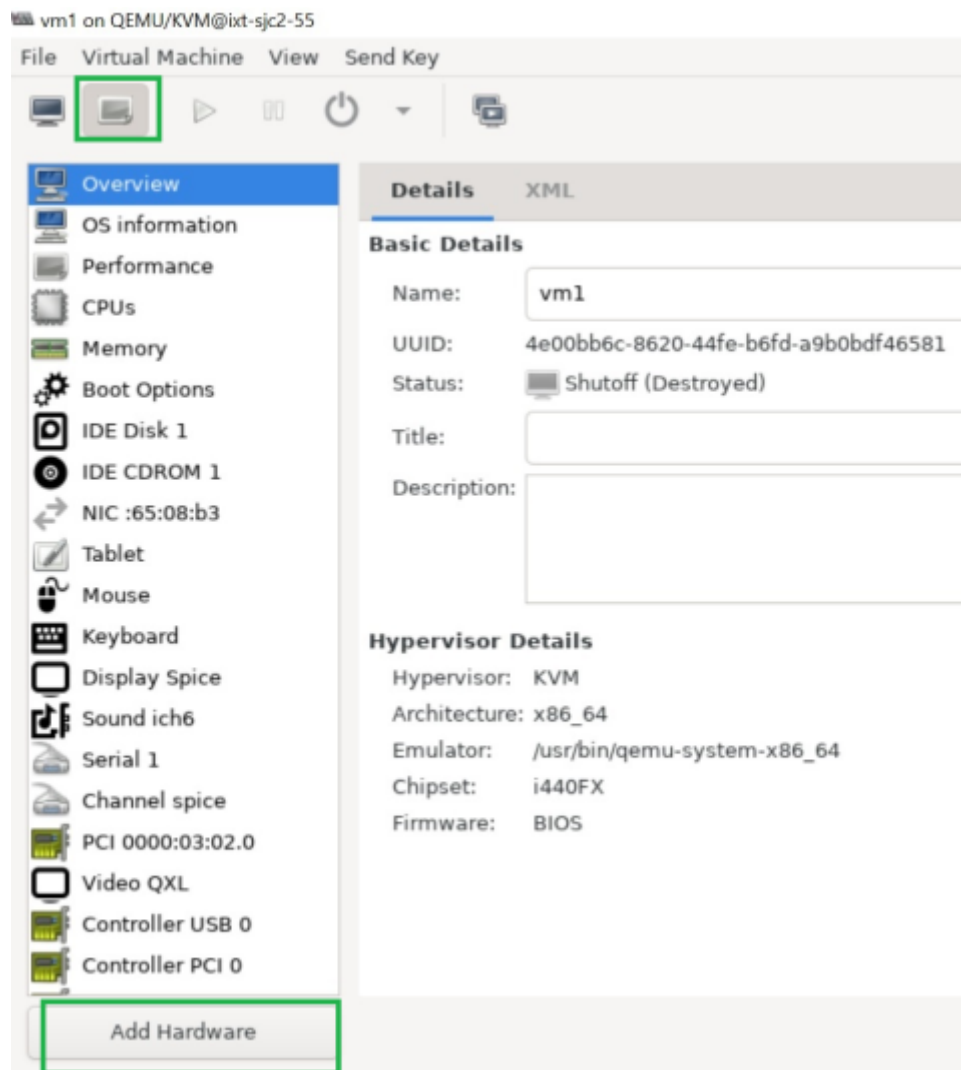 vm1 on QEMU/KVM@ixt-sjc2-55
File Virtual Machine View Send Key
Overview
OS information
Performance
CPUs
Memory
Boot Options
IDE Disk 1
IDE CDROM 1
NIC :65:08:b3
Tablet
Mouse
Keyboard
Display Spice
Sound ich6
Serial 1
Channel spice
PCI 0000:03:02.0
Video QXL
Controller USB 0
Controller PCI 0
Add Hardware
Details XML
Basic Details
Name: vm1
UUID: 4e00bb6c-8620-44fe-b6fd-a9b0bdf46581
Status: Shutoff (Destroyed)
Title:
Description:
Hypervisor Details
Hypervisor: KVM
Architecture: x86_64
Emulator: /usr/bin/qemu-system-x86_64
Chipset: i440FX
Firmware: BIOS